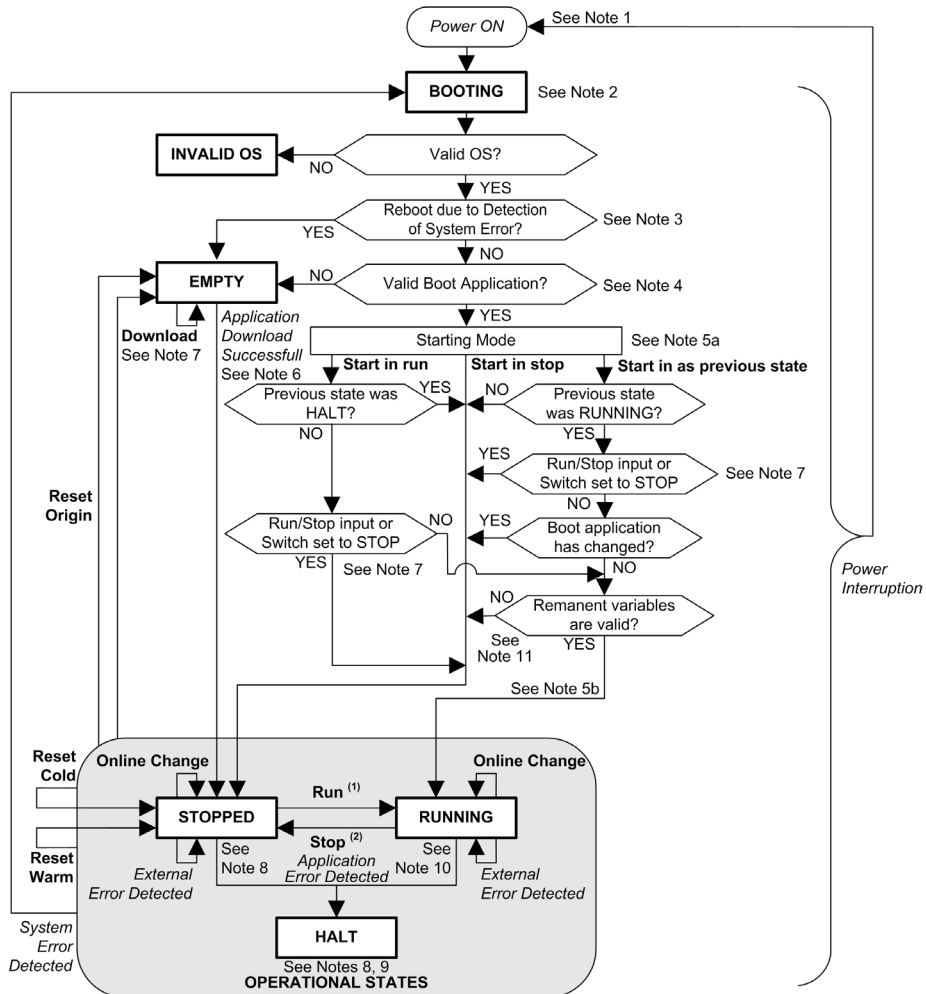 Power ON
See Note 1
BOOTING
See Note 2
INVALID OS
NO
Valid OS?
YES
Reboot due to Detection
of System Error?
See Note 3
YES
NO
EMPTY
NO
Valid Boot Application?
See Note 4
YES
Download
See Note 7
Application
Download
Successfull
See Note 6
Starting Mode
See Note 5a
Start in run
Start in stop
Start in as previous state
Previous state was
HALT?
YES
NO
Previous state
was RUNNING?
NO
YES
YES
Run/Stop input or
Switch set to STOP
See Note 7
NO
Reset
Origin
Run/Stop input or
Switch set to STOP
NO
YES
See Note 7
YES
Boot application
has changed?
NO
Power
Interruption
NO
Remanent variables
are valid?
See
Note 11
YES
See Note 5b
Reset
Cold
Online Change
Online Change
STOPPED
Run (1)
RUNNING
Reset
Warm
Stop (2)
See
Note 8
Application
Error Detected
See
Note 10
External
Error Detected
External
Error Detected
System
Error
Detected
HALT
See Notes 8, 9
OPERATIONAL STATES